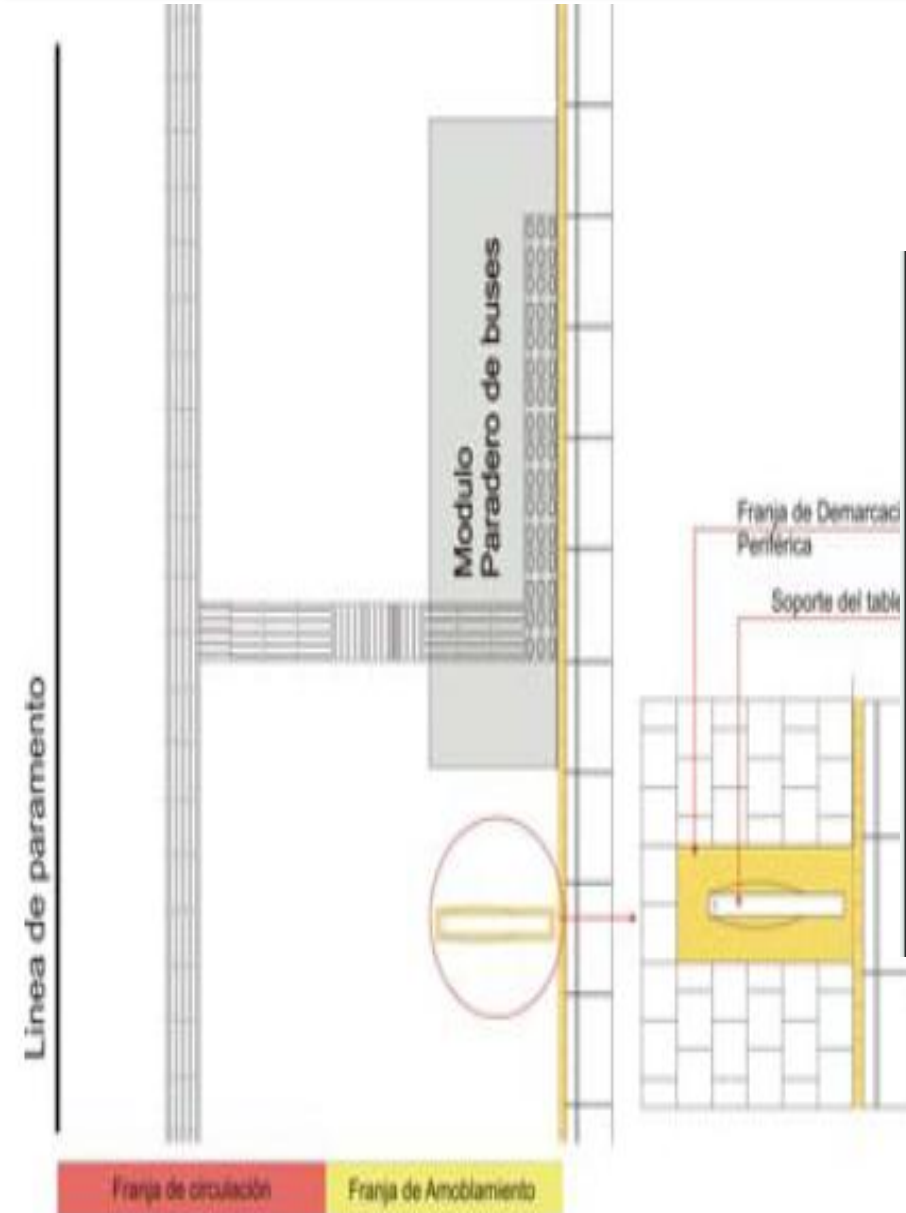 Linea de paramento
Modulo
Paradero de buses
Franja de Demarcaci
Periférica
Soporte del table
Franja de circulación
Franja de Amoblamiento